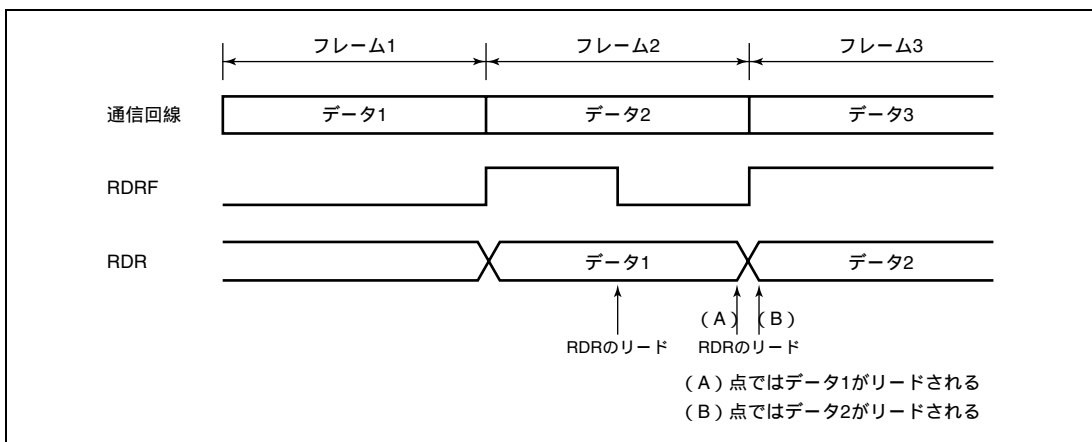 フレーム1 フレーム2 フレーム3
通信回線 データ1 データ2 データ3
RDRF
RDR データ1 データ2
(A) (B)
RDRのリード RDRのリード
(A)点ではデータ1がリードされる
(B)点ではデータ2がリードされる